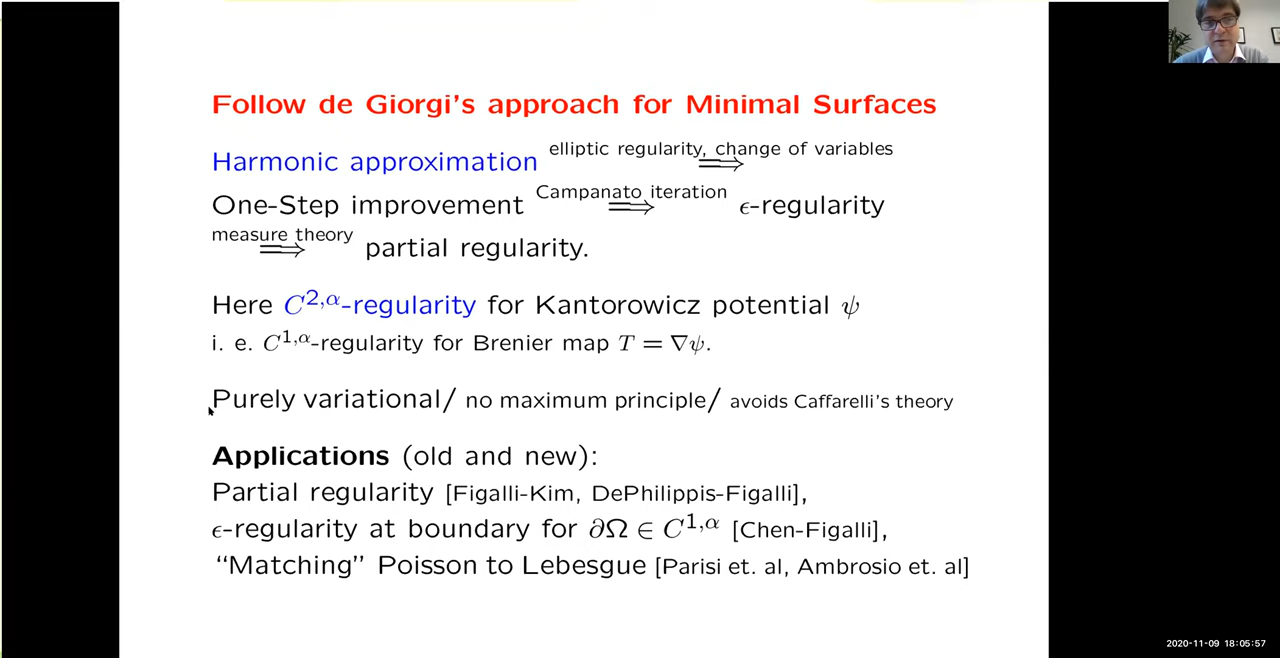 Follow de Giorgi's approach for Minimal Surfaces
Harmonic approximation elliptic regularity, change of variables ⟹
One-Step improvement Campanato iteration ⟹ ϵ-regularity
measure theory ⟹ partial regularity.
Here C^{2,α}-regularity for Kantorowicz potential ψ
i. e. C^{1,α}-regularity for Brenier map T = ∇ψ.
Purely variational/ no maximum principle/ avoids Caffarelli's theory
Applications (old and new):
Partial regularity [Figalli-Kim, DePhilippis-Figalli],
ϵ-regularity at boundary for ∂Ω ∈ C^{1,α} [Chen-Figalli],
“Matching” Poisson to Lebesgue [Parisi et. al, Ambrosio et. al]
2020-11-09 18:05:57